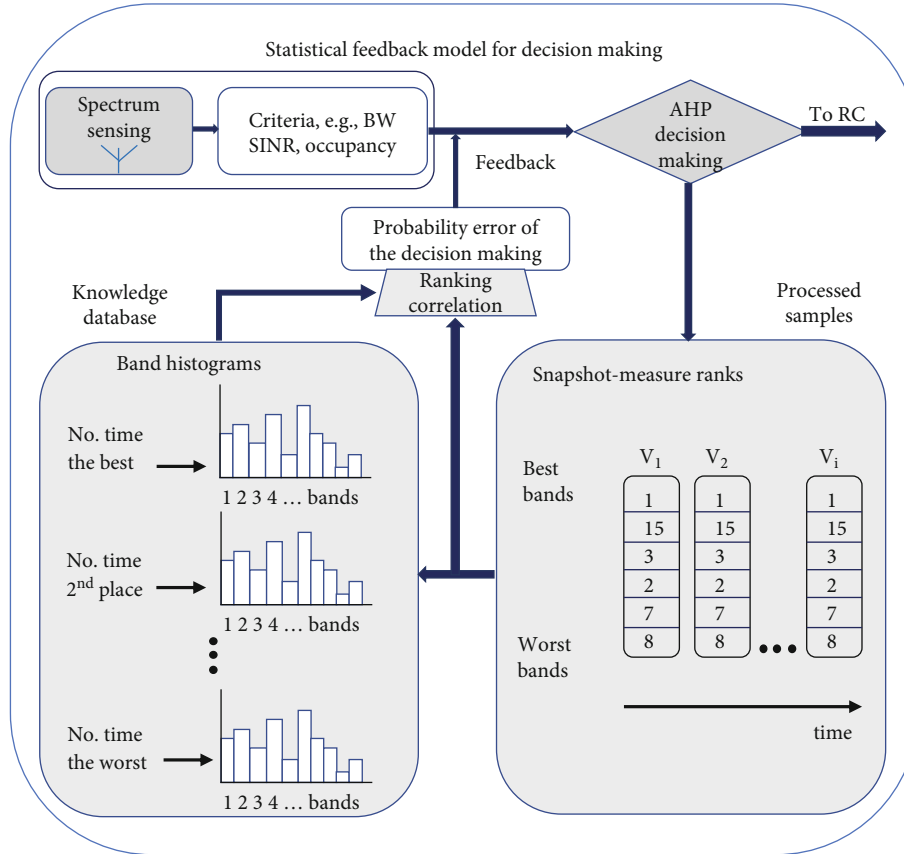 Statistical feedback model for decision making
Spectrum
sensing
Criteria, e.g., BW
SINR, occupancy
AHP
decision
making
To RC
Feedback
Probability error of
the decision making
Ranking
correlation
Knowledge
database
Processed
samples
Band histograms
No. time
the best
1 2 3 4 … bands
No. time
2nd place
1 2 3 4 … bands
No. time
the worst
1 2 3 4 … bands
Snapshot-measure ranks
Best
bands
Worst
bands
V1 V2 Vi
1 1 1
15 15 15
3 3 3
2 2 2
7 7 7
8 8 8
time